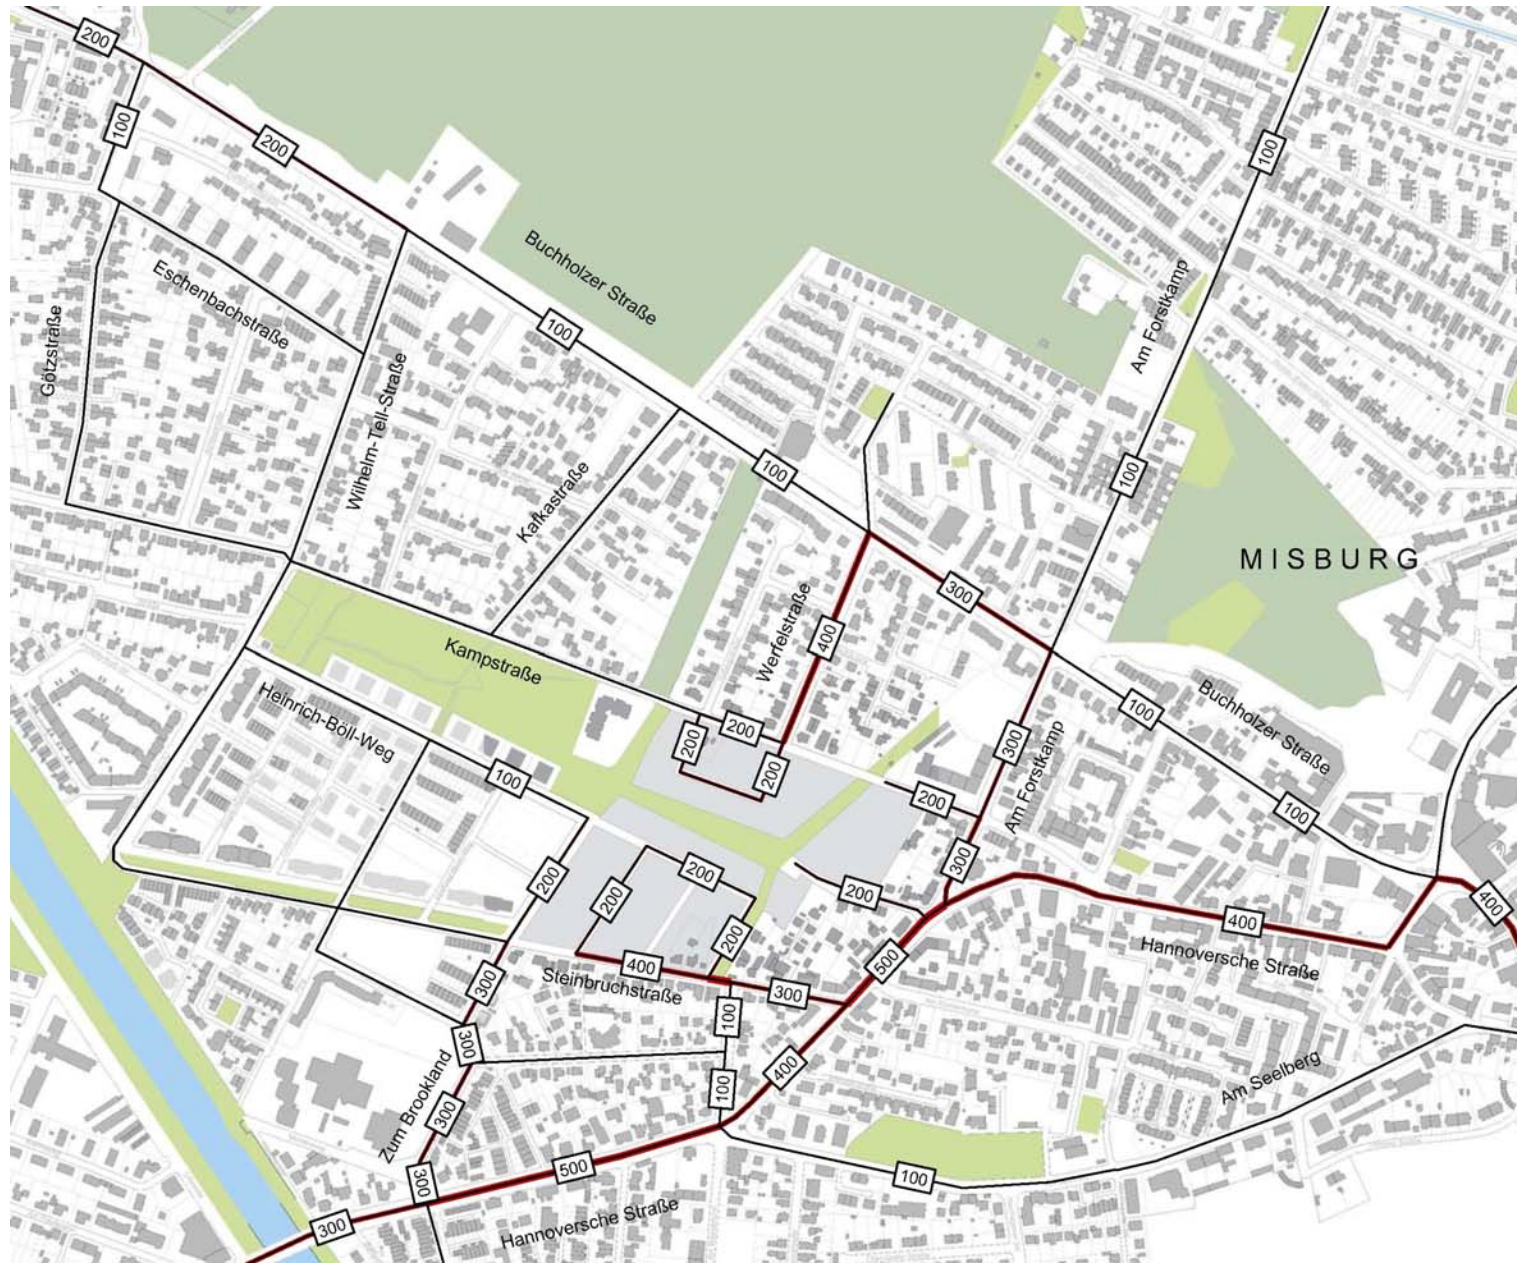 200
100
200
100
100
Buchholzer Straße
Eschenbachstraße
Am Forstkamp
Götzstraße
100
Wilhelm-Tell-Straße
Kafkastraße
100
100
MISBURG
300
Werfelstraße
400
Kampstraße
Heinrich-Böll-Weg
200
200
200
100
Buchholzer Straße
300
Am Forstkamp
100
200
100
300
200
200
200
200
400
400
200
500
Hannoversche Straße
400
300
Steinbruchstraße
300
100
300
400
100
Am Seelberg
Zum Brookland
300
300
500
100
300
Hannoversche Straße